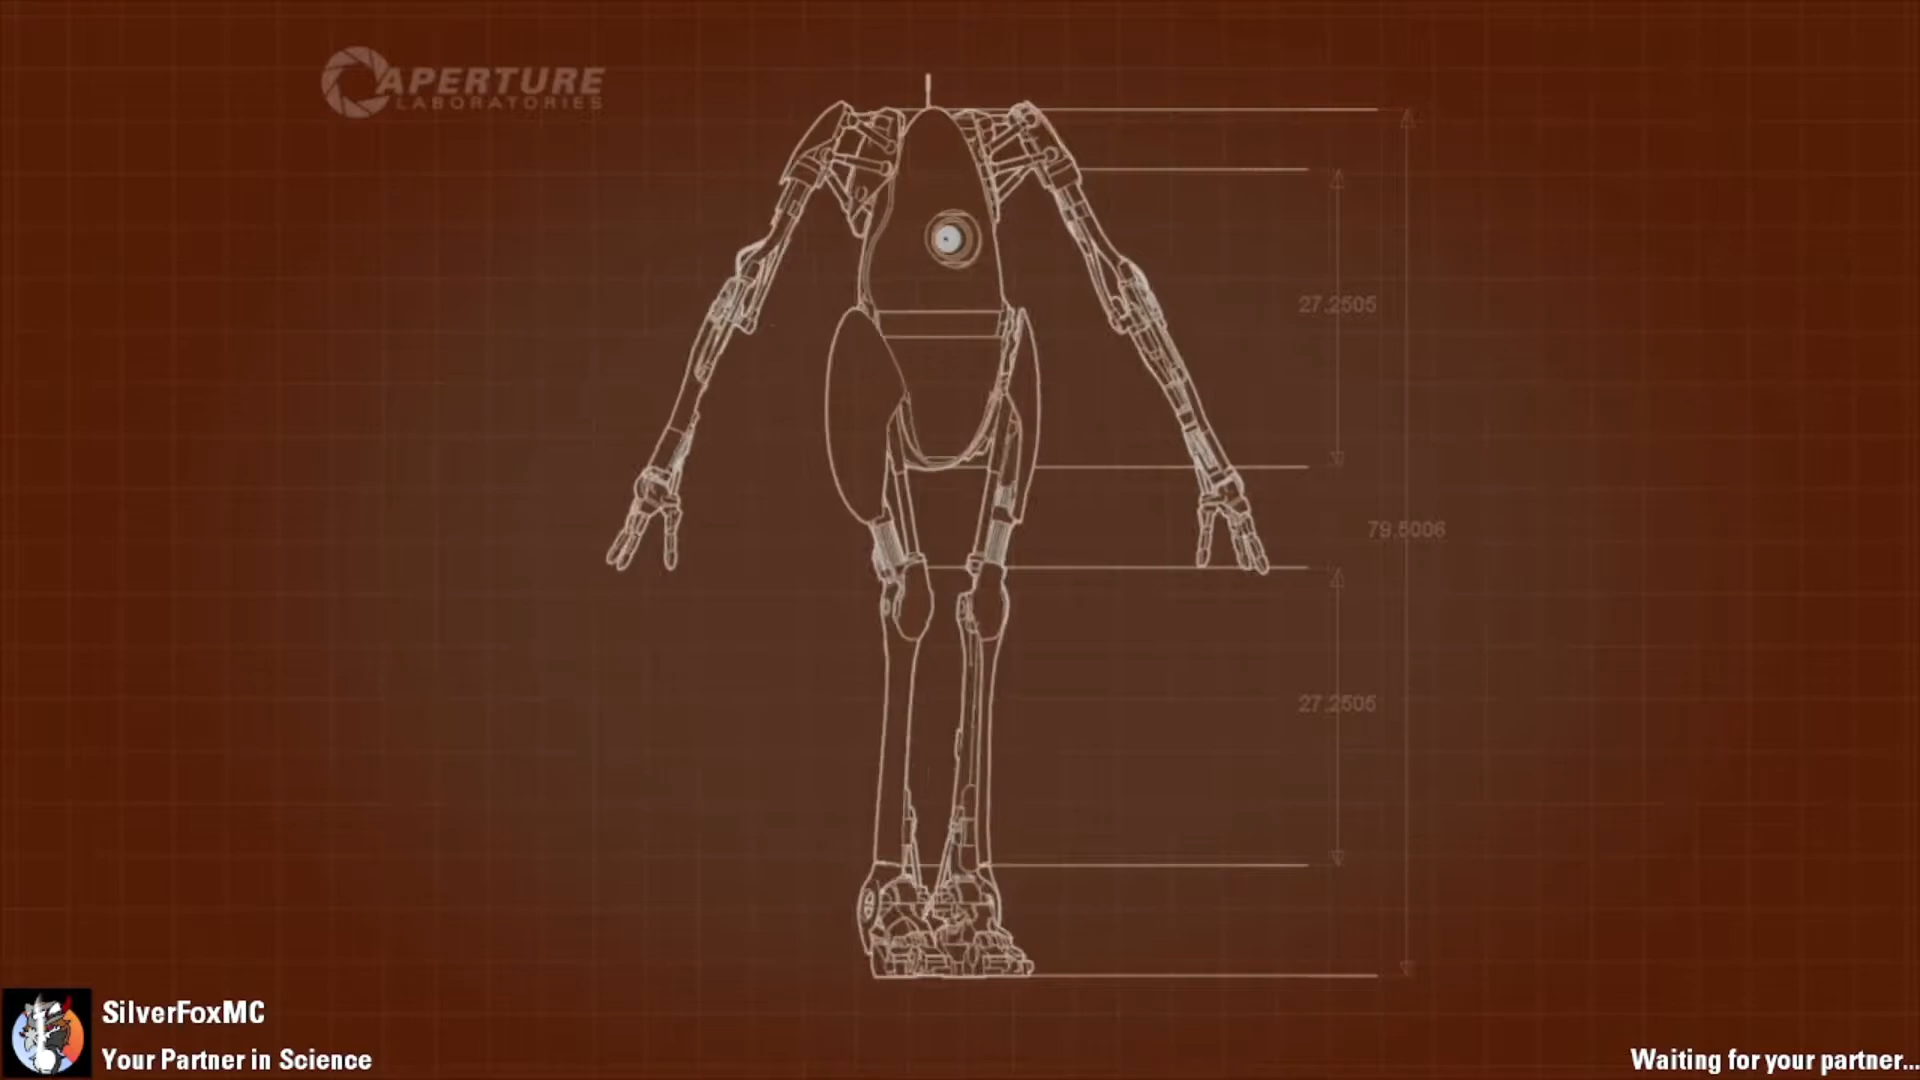 APERTURE
LABORATORIES
27.2505
79.5006
27.2505
SilverFoxMC
Your Partner in Science
Waiting for your partner...